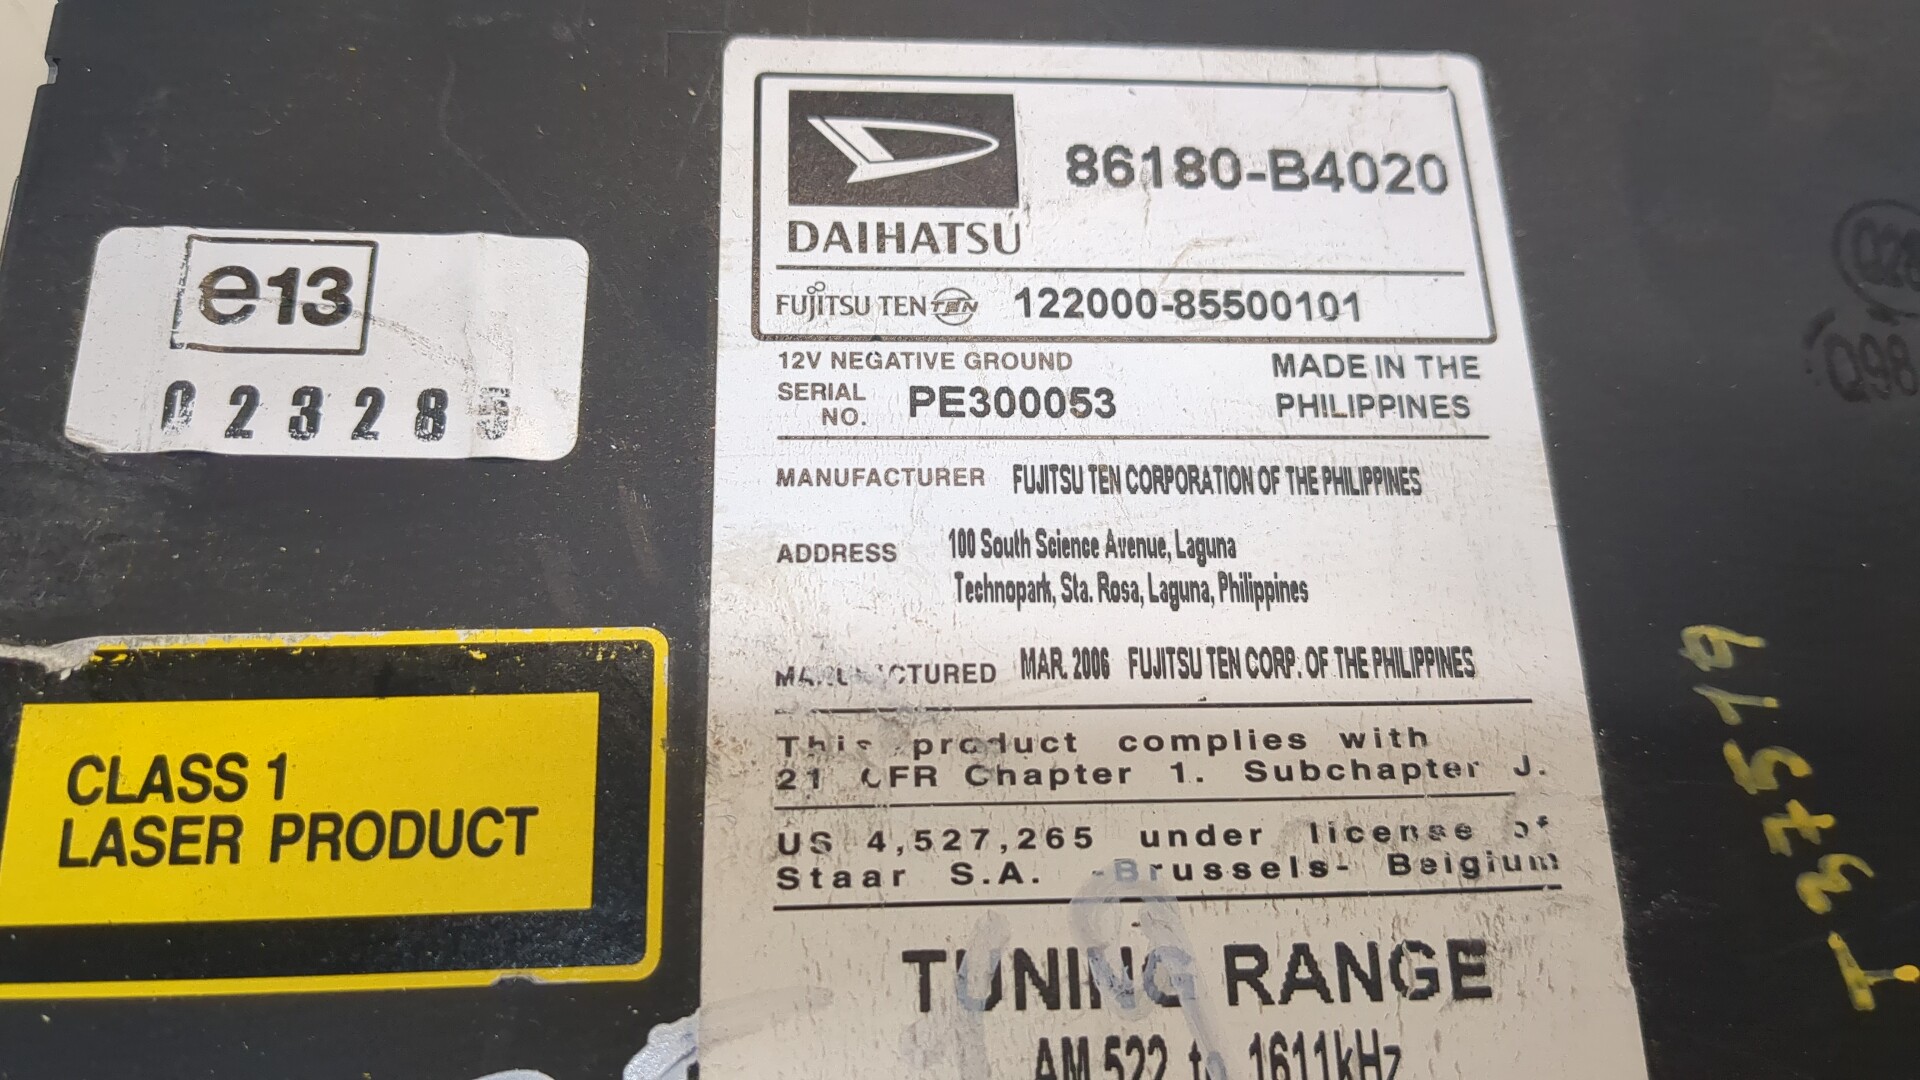 e13
023285
CLASS 1
LASER PRODUCT
86180-B4020
DAIHATSU
FUJITSU TEN TEN 122000-85500101
12V NEGATIVE GROUND
SERIAL NO. PE300053
MADE IN THE
PHILIPPINES
MANUFACTURER FUJITSU TEN CORPORATION OF THE PHILIPPINES
ADDRESS 100 South Science Avenue, Laguna
Technopark, Sta. Rosa, Laguna, Philippines
MANUFACTURED MAR. 2006 FUJITSU TEN CORP. OF THE PHILIPPINES
This product complies with
21 CFR Chapter 1. Subchapter J.
US 4,527,265 under license of
Staar S.A. -Brussels- Belgium
TUNING RANGE
AM 522 to 1611kHz
T37519